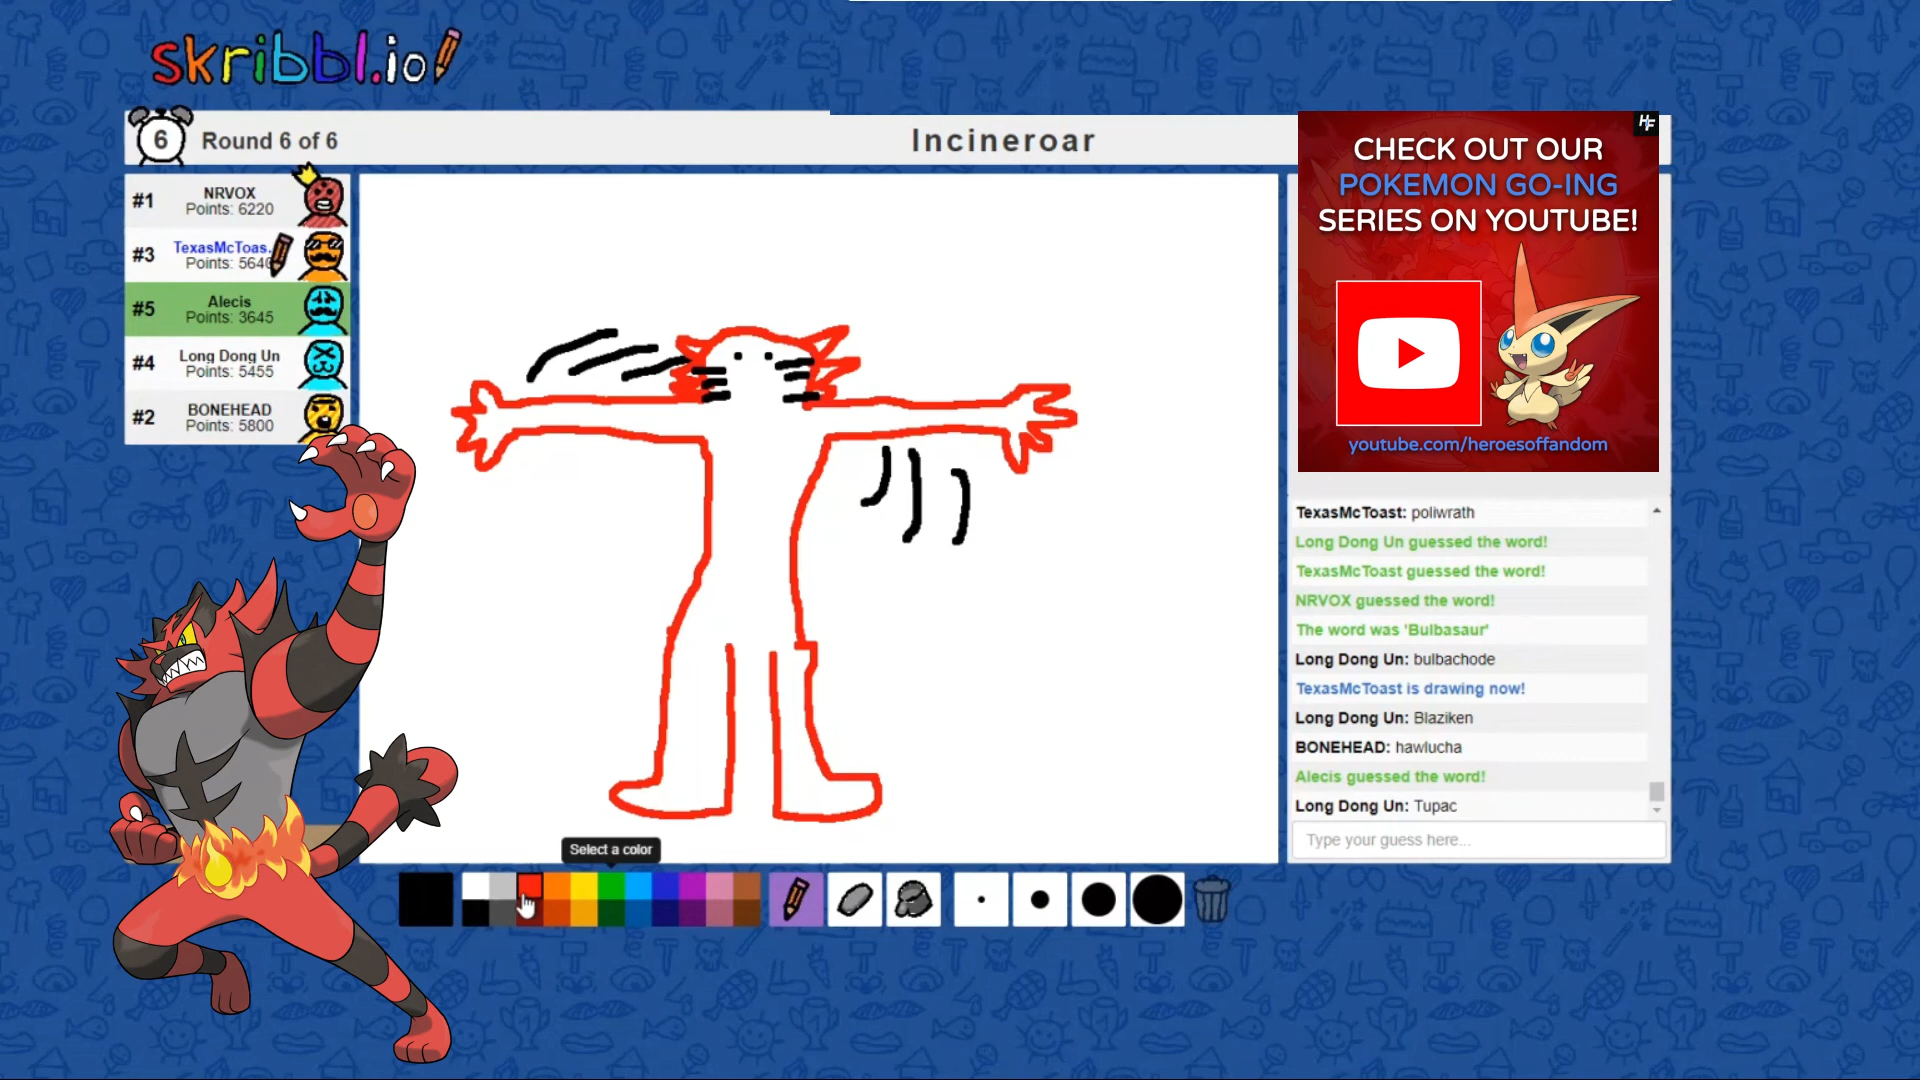 skribbl.io
6
Round 6 of 6
Incineroar
#1
NRVOX
Points: 6220
#3
TexasMcToas..
Points: 5640
#5
Alecis
Points: 3645
#4
Long Dong Un
Points: 5455
#2
BONEHEAD
Points: 5800
HF
CHECK OUT OUR
POKEMON GO-ING
SERIES ON YOUTUBE!
youtube.com/heroesoffandom
TexasMcToast: poliwrath
Long Dong Un guessed the word!
TexasMcToast guessed the word!
NRVOX guessed the word!
The word was 'Bulbasaur'
Long Dong Un: bulbachode
TexasMcToast is drawing now!
Long Dong Un: Blaziken
BONEHEAD: hawlucha
Alecis guessed the word!
Long Dong Un: Tupac
Type your guess here...
Select a color